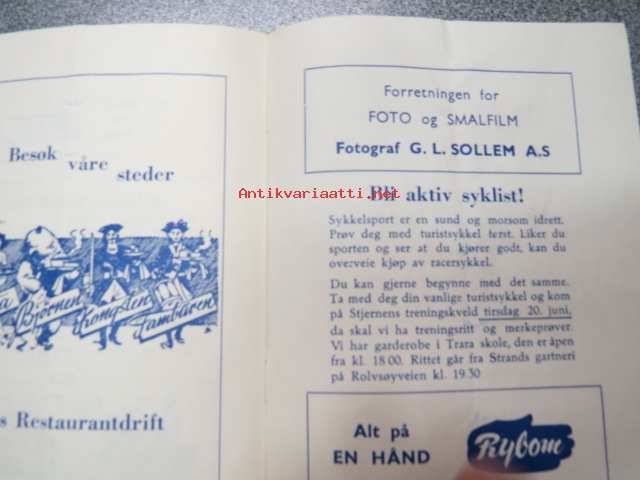 Besøk våre steder
Bjørnen Kongsten Tambaren
s Restaurantdrift
Forretningen for
FOTO og SMALFILM
Fotograf G. L. SOLLEM A.S
Antikvariaatti.net
Bli aktiv syklist!
Sykkelsport er en sund og morsom idrett.
Prøv deg med turistsykkel først. Liker du
sporten og ser at du kjører godt, kan du
overveie kjøp av racersykkel.
Du kan gjerne begynne med det samme.
Ta med deg din vanlige turistsykkel og kom
på Stjernens treningskveld tirsdag 20. juni,
da skal vi ha treningsritt og merkeprøver.
Vi har garderobe i Trara skole, den er åpen
fra kl. 18.00. Rittet går fra Strands gartneri
på Rolvsøyveien kl. 19.30
Alt på
EN HÅND
Rybom